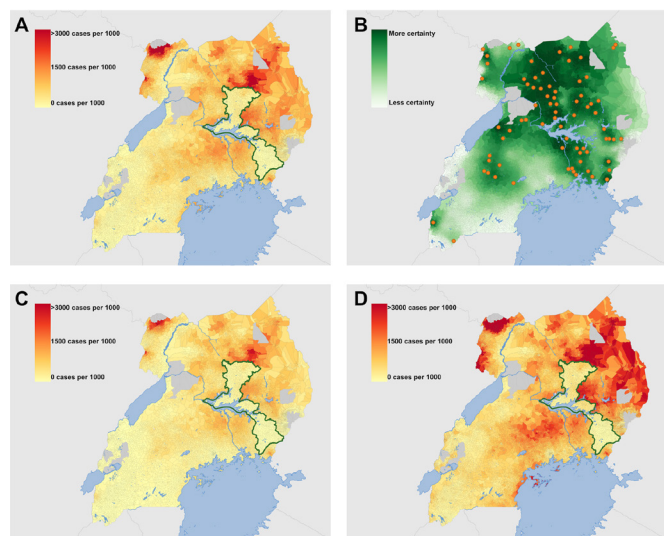 A
>3000 cases per 1000
1500 cases per 1000
0 cases per 1000
B
More certainty
Less certainty
C
>3000 cases per 1000
1500 cases per 1000
0 cases per 1000
D
>3000 cases per 1000
1500 cases per 1000
0 cases per 1000